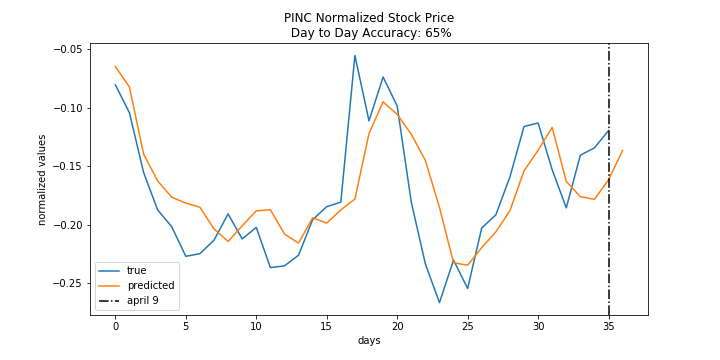 PINC Normalized Stock Price
Day to Day Accuracy: 65%
−0.05
−0.10
−0.15
−0.20
−0.25
normalized values
true
predicted
april 9
0 5 10 15 20 25 30 35
days